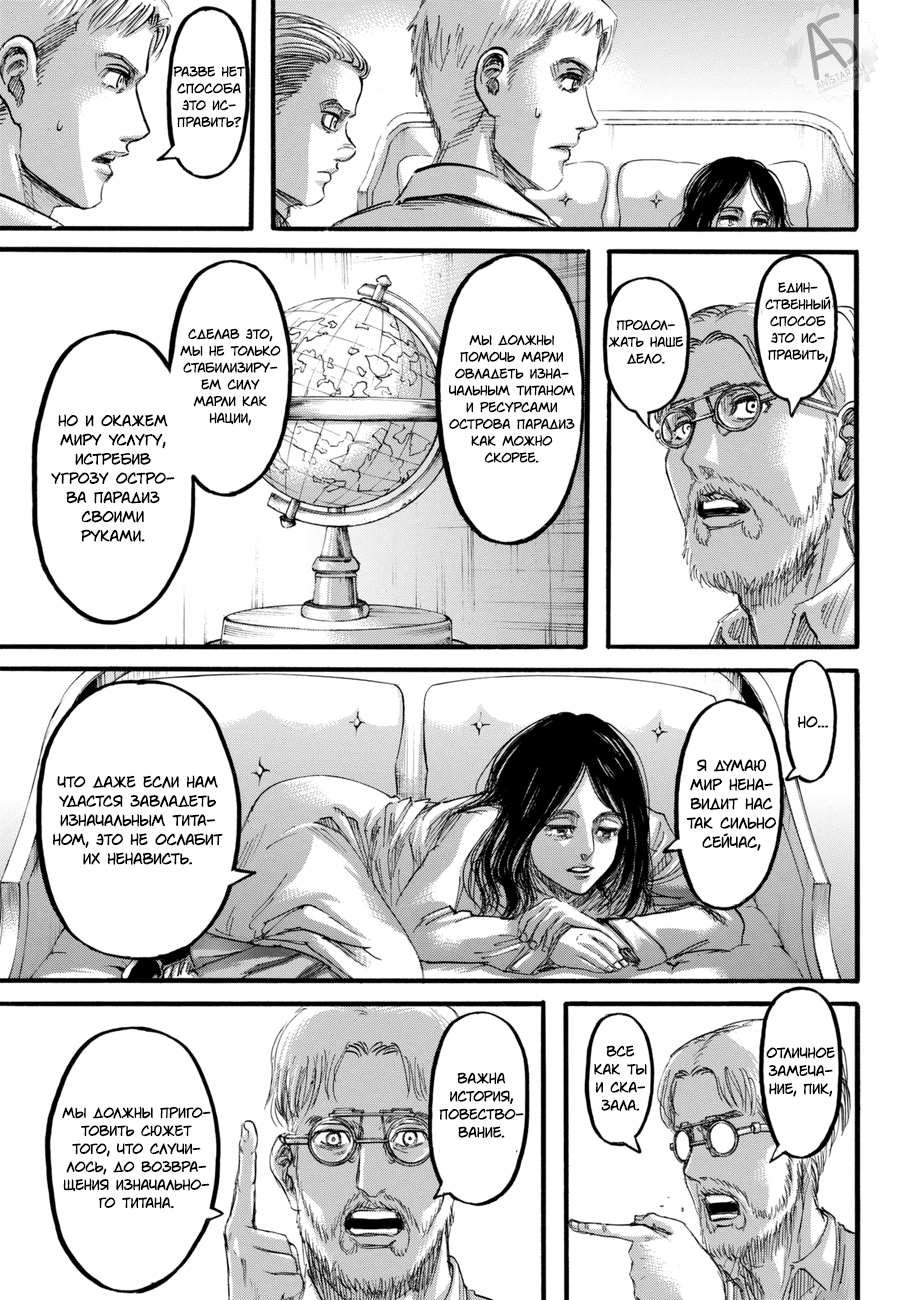 РАЗВЕ НЕТ
СПОСОБА
ЭТО ИС-
ПРАВИТЬ?
ЕДИН-
СТВЕННЫЙ
СПОСОБ
ЭТО ИС-
ПРАВИТЬ,
ПРОДОЛ-
ЖАТЬ НАШЕ
ДЕЛО.
МЫ ДОЛЖНЫ
ПОМОЧЬ МАРЛИ
ОВЛАДЕТЬ ИЗНА-
ЧАЛЬНЫМ ТИТАНОМ
И РЕСУРСАМИ
ОСТРОВА ПАРАДИЗ
КАК МОЖНО
СКОРЕЕ.
СДЕЛАВ ЭТО,
МЫ НЕ ТОЛЬКО
СТАБИЛИЗИРУ-
ЕМ СИЛУ
МАРЛИ КАК
НАЦИИ,
НО И ОКАЖЕМ
МИРУ УСЛУГУ,
ИСТРЕБИВ
УГРОЗУ ОСТРО-
ВА ПАРАДИЗ
СВОИМИ
РУКАМИ.
НО...
Я ДУМАЮ
МИР НЕНА-
ВИДИТ НАС
ТАК СИЛЬНО
СЕЙЧАС,
ЧТО ДАЖЕ ЕСЛИ НАМ
УДАСТСЯ ЗАВЛАДЕТЬ
ИЗНАЧАЛЬНЫМ ТИТА-
НОМ, ЭТО НЕ ОСЛАБИТ
ИХ НЕНАВИСТЬ.
ОТЛИЧНОЕ
ЗАМЕЧА-
НИЕ, ПИК,
ВСЕ
КАК ТЫ
И СКА-
ЗАЛА.
ВАЖНА
ИСТОРИЯ,
ПОВЕСТВО-
ВАНИЕ.
МЫ ДОЛЖНЫ ПРИГО-
ТОВИТЬ СЮЖЕТ
ТОГО, ЧТО СЛУЧИ-
ЛОСЬ, ДО ВОЗВРА-
ЩЕНИЯ ИЗНАЧАЛЬНО-
ГО ТИТАНА.